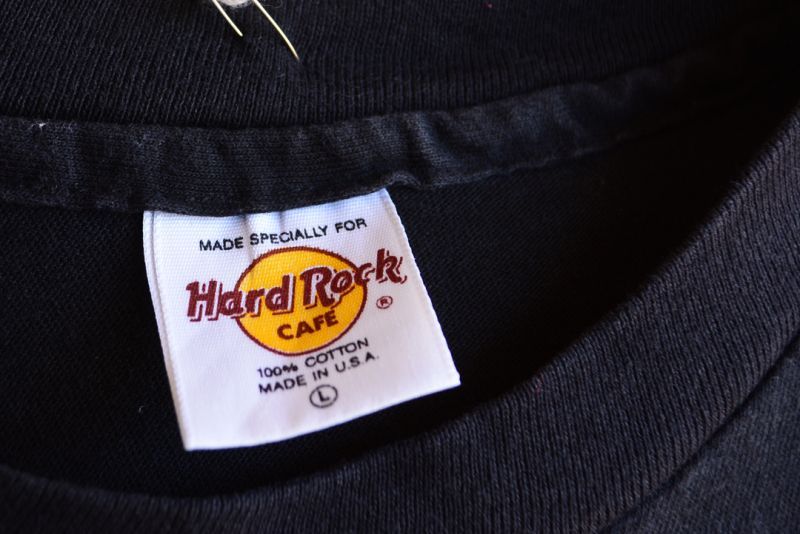 MADE SPECIALLY FOR
Hard Rock
CAFE
®
100% COTTON
MADE IN U.S.A.
L